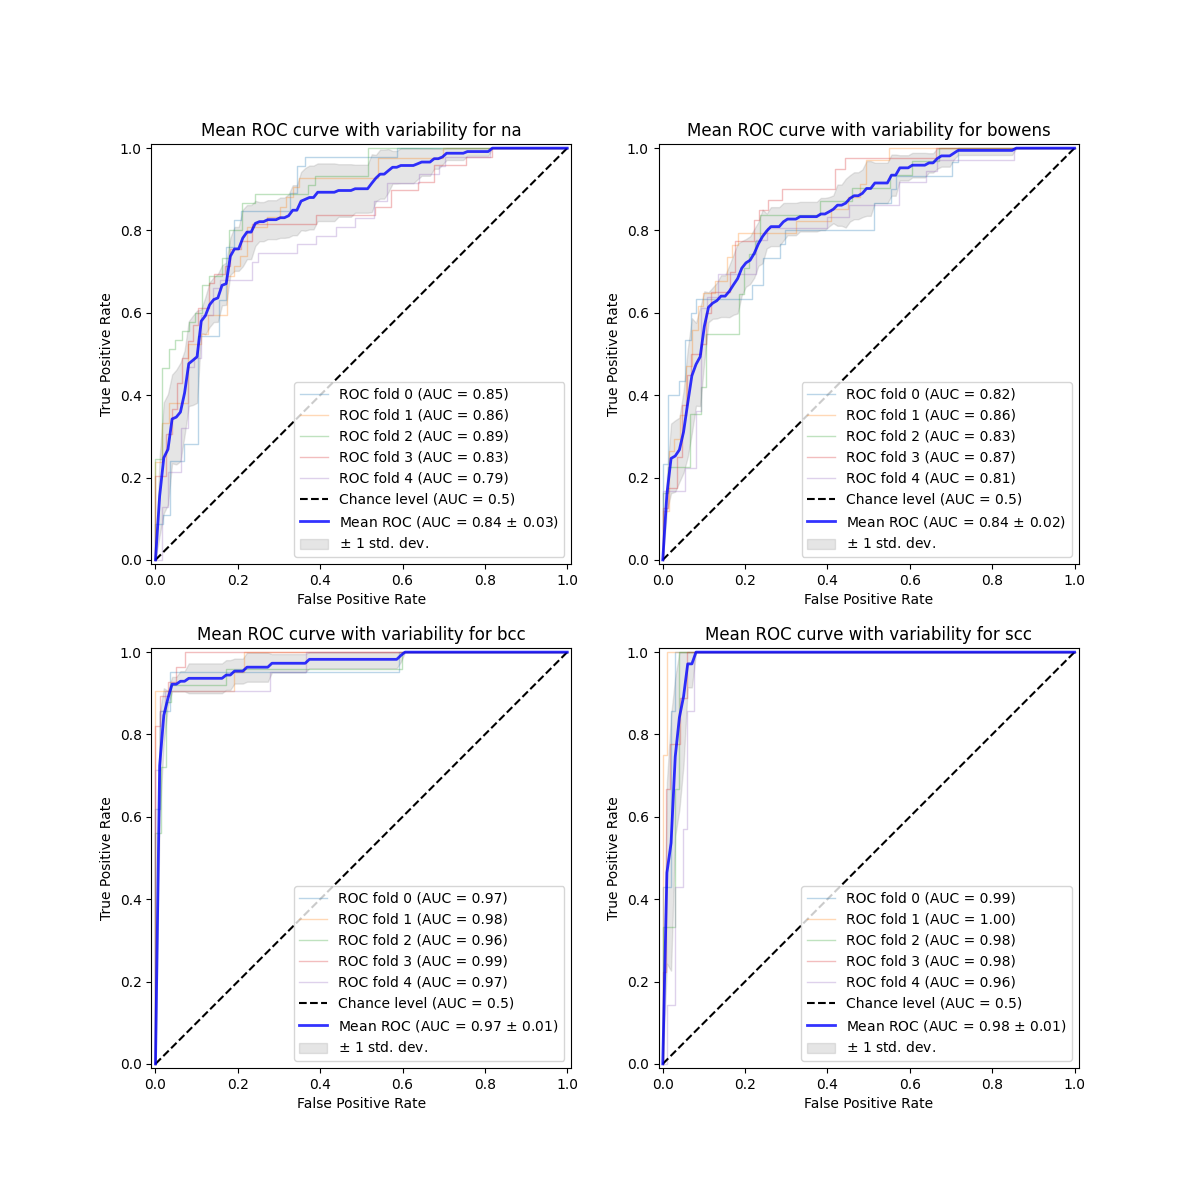 Mean ROC curve with variability for na
1.0
0.8
0.6
0.4
0.2
0.0
True Positive Rate
ROC fold 0 (AUC = 0.85)
ROC fold 1 (AUC = 0.86)
ROC fold 2 (AUC = 0.89)
ROC fold 3 (AUC = 0.83)
ROC fold 4 (AUC = 0.79)
Chance level (AUC = 0.5)
Mean ROC (AUC = 0.84 ± 0.03)
± 1 std. dev.
0.0 0.2 0.4 0.6 0.8 1.0
False Positive Rate
Mean ROC curve with variability for bowens
1.0
0.8
0.6
0.4
0.2
0.0
True Positive Rate
ROC fold 0 (AUC = 0.82)
ROC fold 1 (AUC = 0.86)
ROC fold 2 (AUC = 0.83)
ROC fold 3 (AUC = 0.87)
ROC fold 4 (AUC = 0.81)
Chance level (AUC = 0.5)
Mean ROC (AUC = 0.84 ± 0.02)
± 1 std. dev.
0.0 0.2 0.4 0.6 0.8 1.0
False Positive Rate
Mean ROC curve with variability for bcc
1.0
0.8
0.6
0.4
0.2
0.0
True Positive Rate
ROC fold 0 (AUC = 0.97)
ROC fold 1 (AUC = 0.98)
ROC fold 2 (AUC = 0.96)
ROC fold 3 (AUC = 0.99)
ROC fold 4 (AUC = 0.97)
Chance level (AUC = 0.5)
Mean ROC (AUC = 0.97 ± 0.01)
± 1 std. dev.
0.0 0.2 0.4 0.6 0.8 1.0
False Positive Rate
Mean ROC curve with variability for scc
1.0
0.8
0.6
0.4
0.2
0.0
True Positive Rate
ROC fold 0 (AUC = 0.99)
ROC fold 1 (AUC = 1.00)
ROC fold 2 (AUC = 0.98)
ROC fold 3 (AUC = 0.98)
ROC fold 4 (AUC = 0.96)
Chance level (AUC = 0.5)
Mean ROC (AUC = 0.98 ± 0.01)
± 1 std. dev.
0.0 0.2 0.4 0.6 0.8 1.0
False Positive Rate